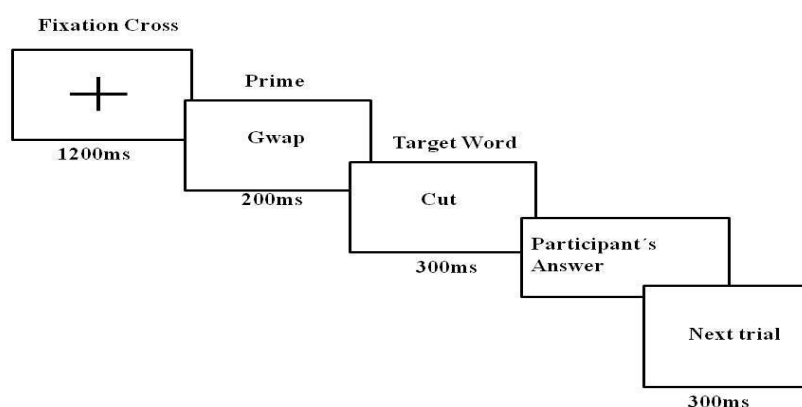 Fixation Cross
1200ms
Prime
Gwap
200ms
Target Word
Cut
300ms
Participant´s
Answer
Next trial
300ms